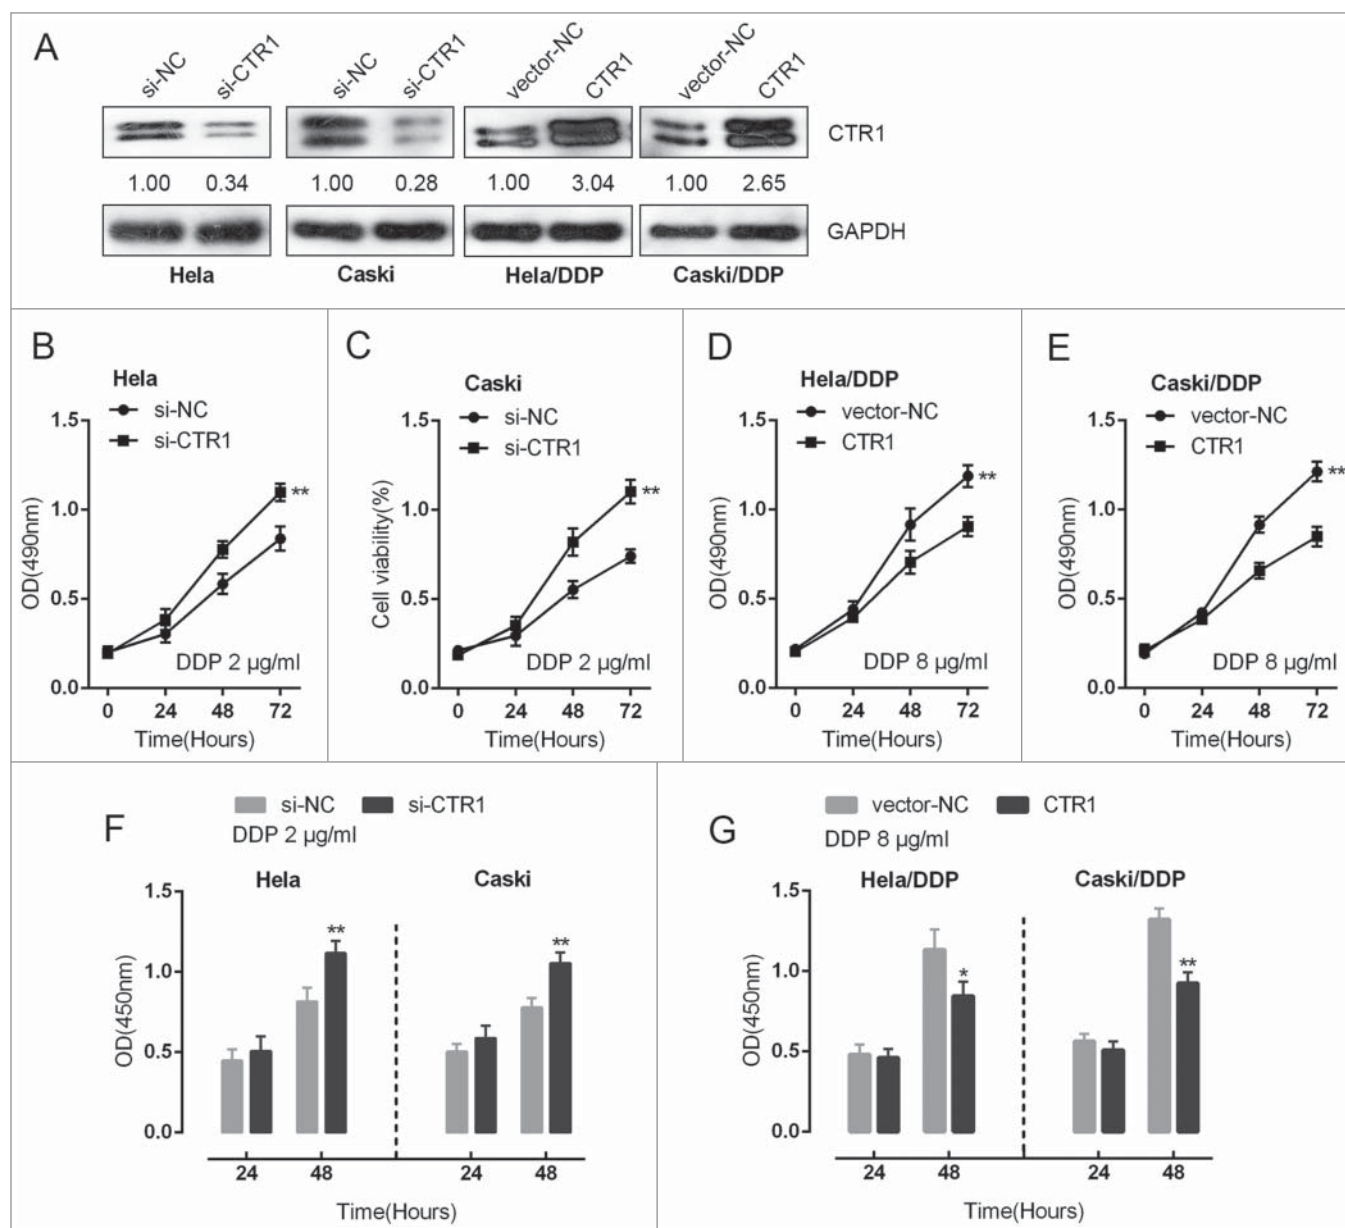 A
si-NC si-CTR1 si-NC si-CTR1 vector-NC CTR1 vector-NC CTR1
CTR1
1.00 0.34 1.00 0.28 1.00 3.04 1.00 2.65
GAPDH
Hela Caski Hela/DDP Caski/DDP
B
Hela
si-NC
si-CTR1
1.5
1.0
0.5
0.0
OD(490nm)
**
DDP 2 µg/ml
0 24 48 72
Time(Hours)
C
Caski
si-NC
si-CTR1
1.5
1.0
0.5
0.0
Cell viability(%)
**
DDP 2 µg/ml
0 24 48 72
Time(Hours)
D
Hela/DDP
vector-NC
CTR1
1.5
1.0
0.5
0.0
OD(490nm)
**
DDP 8 µg/ml
0 24 48 72
Time(Hours)
E
Caski/DDP
vector-NC
CTR1
1.5
1.0
0.5
0.0
OD(490nm)
**
DDP 8 µg/ml
0 24 48 72
Time(Hours)
F
si-NC si-CTR1
DDP 2 µg/ml
Hela Caski
1.5
1.0
0.5
0.0
OD(450nm)
** **
24 48 24 48
Time(Hours)
G
vector-NC CTR1
DDP 8 µg/ml
Hela/DDP Caski/DDP
1.5
1.0
0.5
0.0
OD(450nm)
* **
24 48 24 48
Time(Hours)